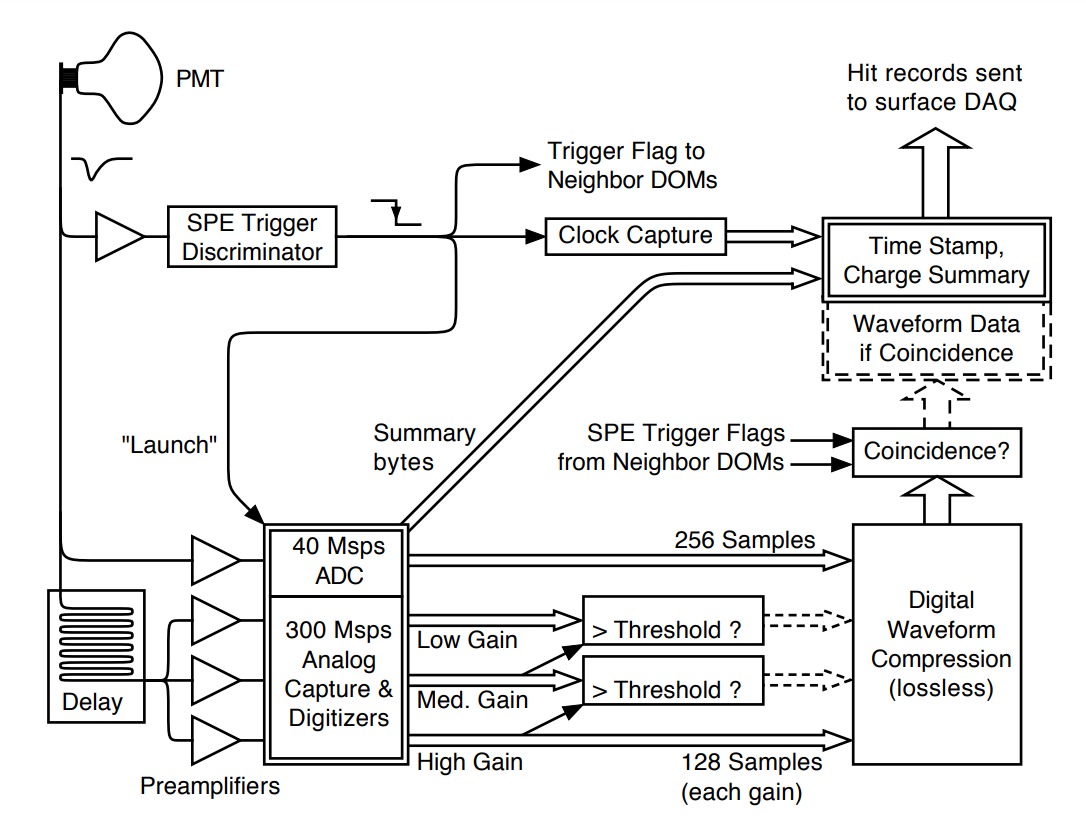 PMT
Hit records sent
to surface DAQ
Trigger Flag to
Neighbor DOMs
SPE Trigger
Discriminator
Clock Capture
Time Stamp,
Charge Summary
Waveform Data
if Coincidence
"Launch"
Summary
bytes
SPE Trigger Flags
from Neighbor DOMs
Coincidence?
40 Msps
ADC
256 Samples
300 Msps
Analog
Capture &
Digitizers
Low Gain
> Threshold ?
Med. Gain
> Threshold ?
High Gain
128 Samples
(each gain)
Digital
Waveform
Compression
(lossless)
Delay
Preamplifiers